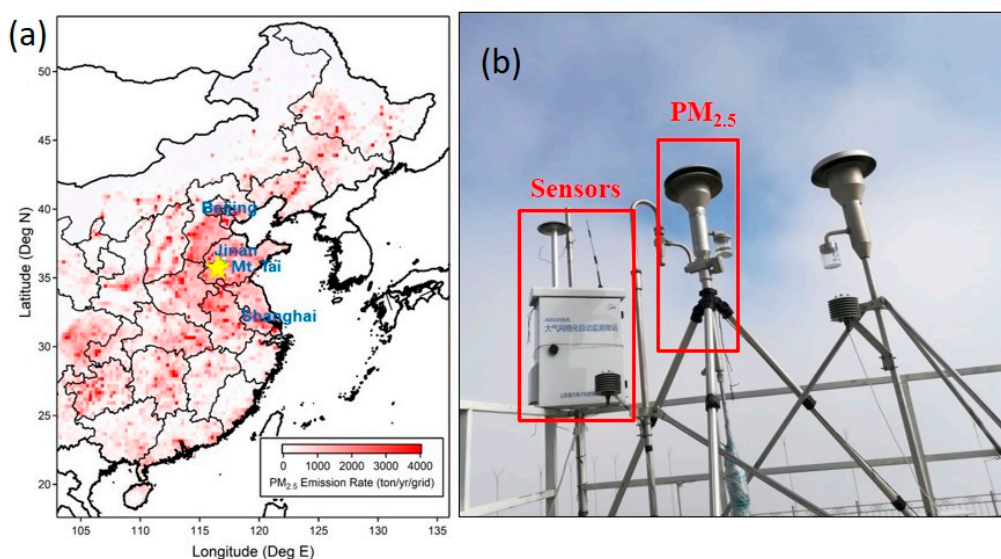 (a)
50
45
40
35
30
25
20
Latitude (Deg N)
Beijing
Jinan
Mt. Tai
Shanghai
0 1000 2000 3000 4000
PM2.5 Emission Rate (ton/yr/grid)
105 110 115 120 125 130 135
Longitude (Deg E)
(b)
PM2.5
Sensors
大气网格化自动监测微站